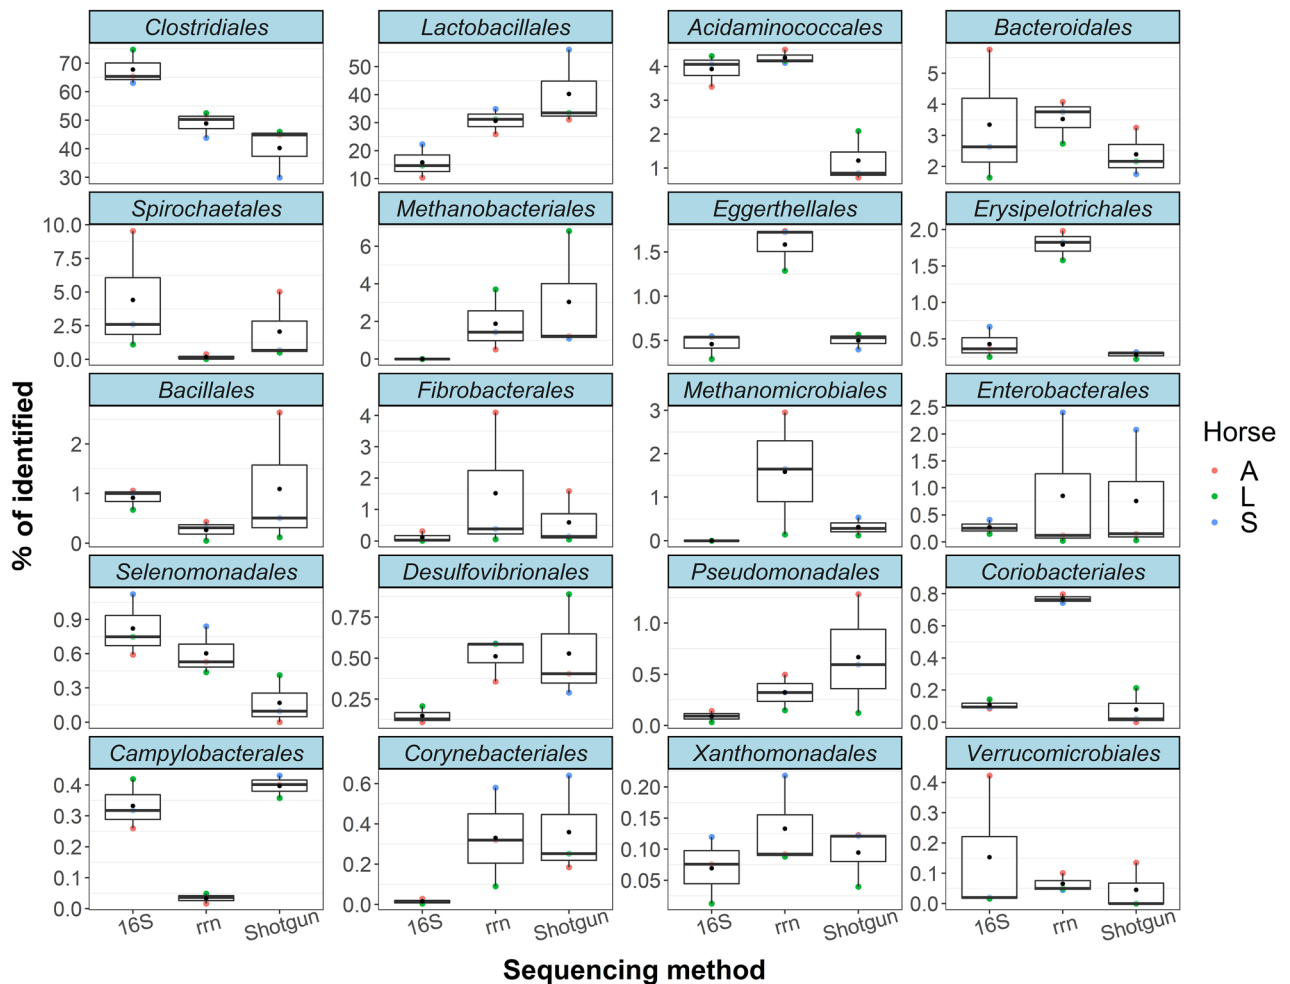 Clostridiales Lactobacillales Acidaminococcales Bacteroidales
70 60 50 40 30
50 40 30 20 10
4 3 2 1
5 4 3 2
Spirochaetales Methanobacteriales Eggerthellales Erysipelotrichales
10.0 7.5 5.0 2.5 0.0
6 4 2 0
1.5 1.0 0.5
2.0 1.5 1.0 0.5
Bacillales Fibrobacterales Methanomicrobiales Enterobacterales
2 1 0
4 3 2 1 0
3 2 1 0
2.5 2.0 1.5 1.0 0.5 0.0
Selenomonadales Desulfovibrionales Pseudomonadales Coriobacteriales
0.9 0.6 0.3 0.0
0.75 0.50 0.25
1.0 0.5 0.0
0.8 0.6 0.4 0.2 0.0
Campylobacterales Corynebacteriales Xanthomonadales Verrucomicrobiales
0.4 0.3 0.2 0.1 0.0
0.6 0.4 0.2 0.0
0.20 0.15 0.10 0.05
0.4 0.3 0.2 0.1 0.0
16S rrn Shotgun 16S rrn Shotgun 16S rrn Shotgun 16S rrn Shotgun
Sequencing method
% of identified
Horse
A
L
S